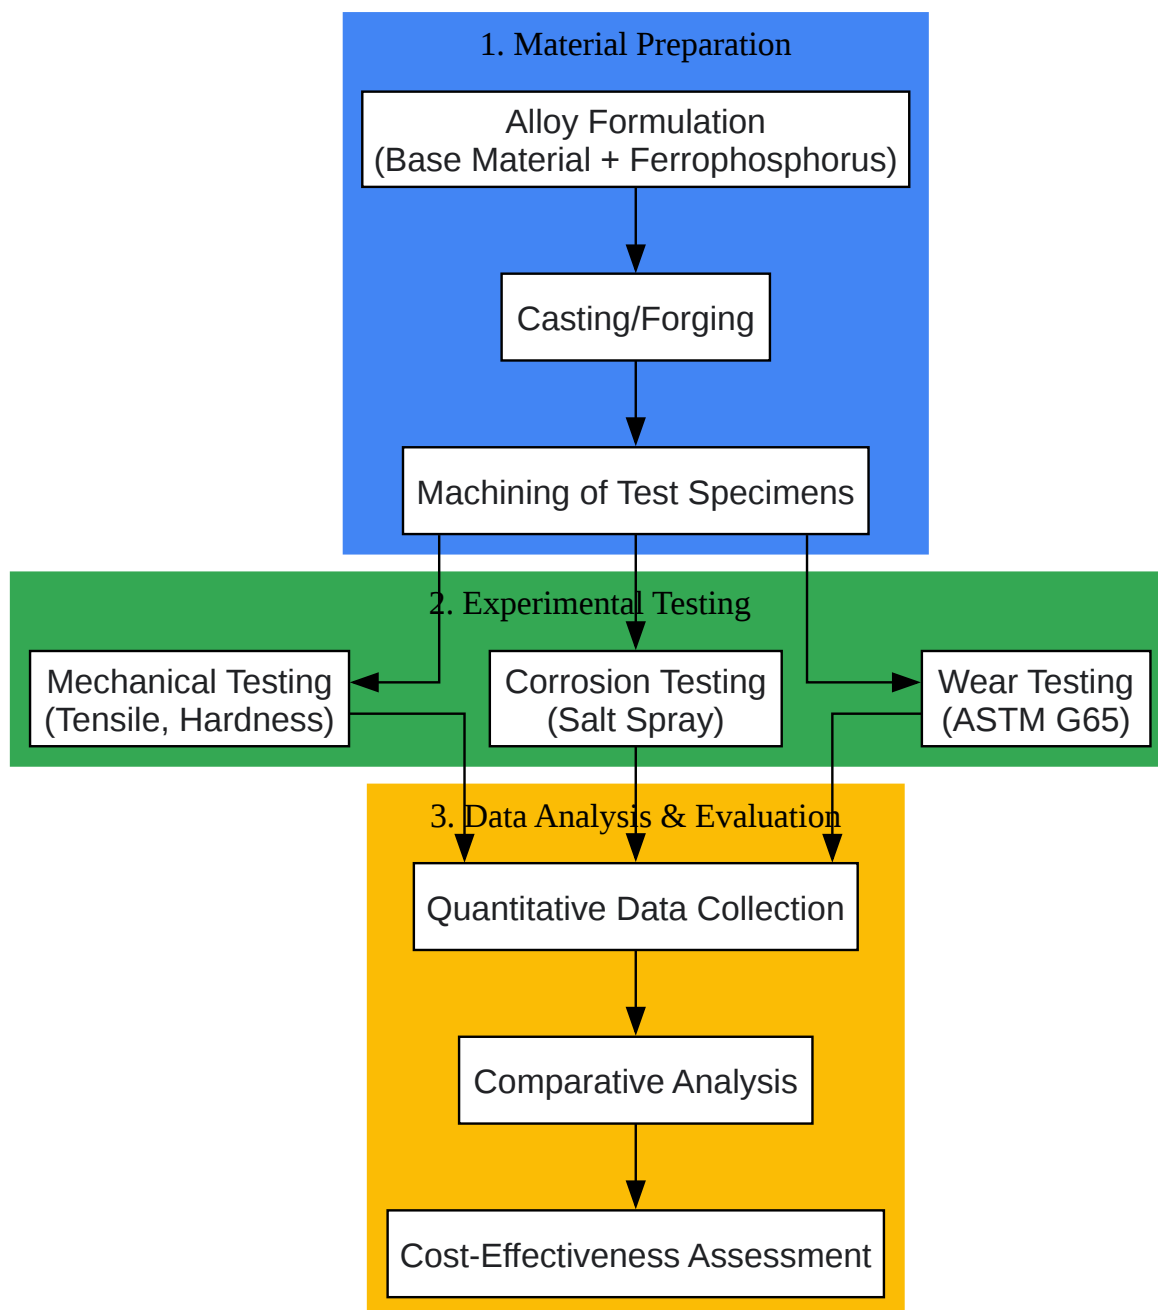 1. Material Preparation
Alloy Formulation
(Base Material + Ferrophosphorus)
Casting/Forging
Machining of Test Specimens
2. Experimental Testing
Mechanical Testing
(Tensile, Hardness)
Corrosion Testing
(Salt Spray)
Wear Testing
(ASTM G65)
3. Data Analysis & Evaluation
Quantitative Data Collection
Comparative Analysis
Cost-Effectiveness Assessment